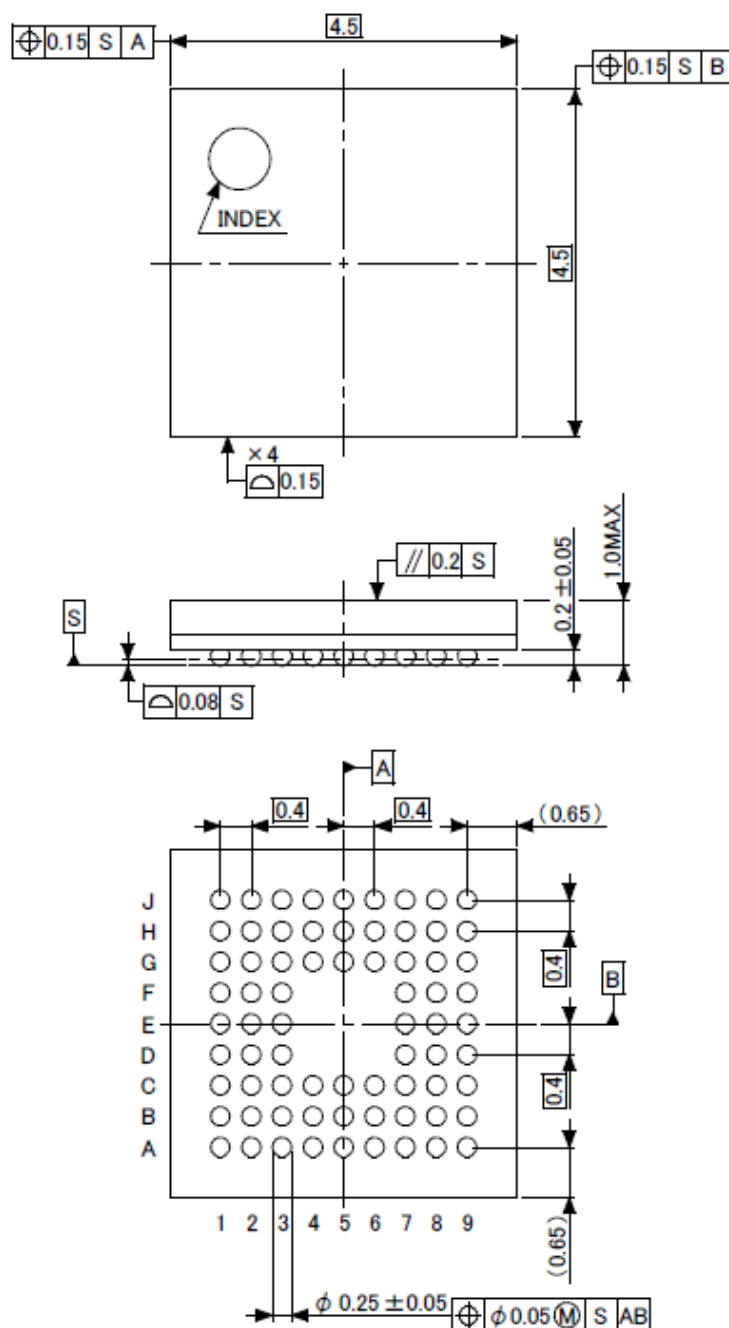 4.5
⌖ 0.15 S A
⌖ 0.15 S B
INDEX
4.5
×4
⌓ 0.15
// 0.2 S
0.2 ±0.05
1.0MAX
S
⌓ 0.08 S
A
0.4
0.4
(0.65)
J
H
G
F
E
D
C
B
A
0.4
B
0.4
(0.65)
1 2 3 4 5 6 7 8 9
φ 0.25 ±0.05
⌖ φ 0.05 Ⓜ S AB